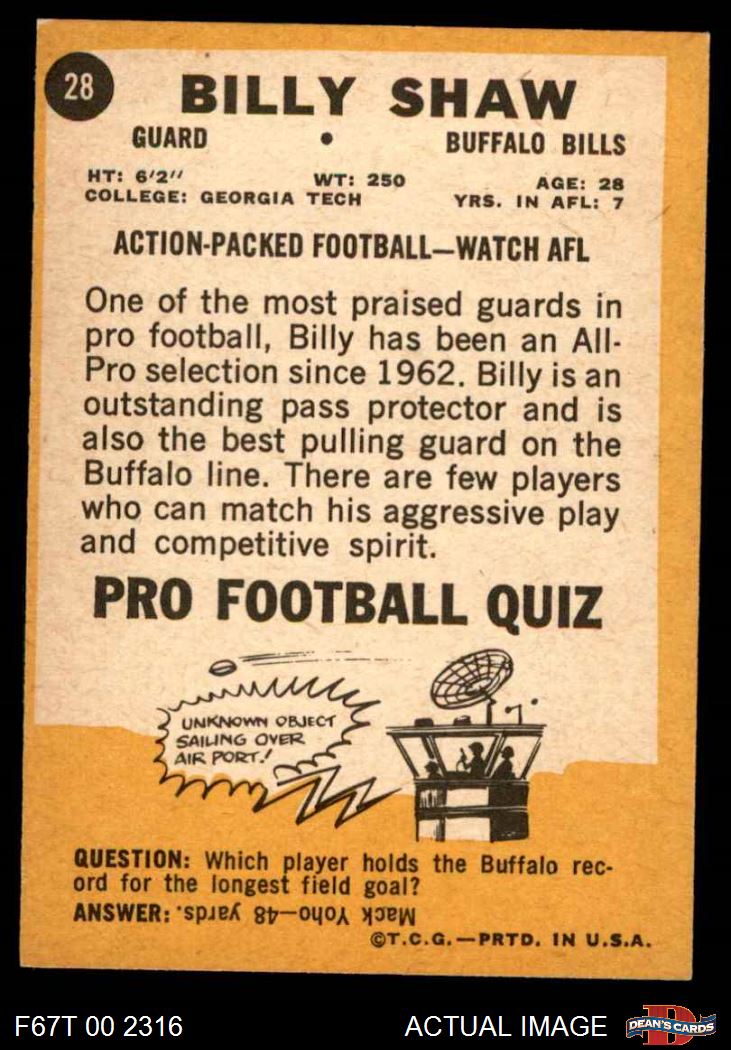 28
BILLY SHAW
GUARD • BUFFALO BILLS
HT: 6'2" WT: 250 AGE: 28
COLLEGE: GEORGIA TECH YRS. IN AFL: 7
ACTION-PACKED FOOTBALL—WATCH AFL
One of the most praised guards in
pro football, Billy has been an All-
Pro selection since 1962. Billy is an
outstanding pass protector and is
also the best pulling guard on the
Buffalo line. There are few players
who can match his aggressive play
and competitive spirit.
PRO FOOTBALL QUIZ
UNKNOWN OBJECT
SAILING OVER
AIR PORT!
QUESTION: Which player holds the Buffalo rec-
ord for the longest field goal?
ANSWER: Mack Yoho—48 yards.
©T.C.G.—PRTD. IN U.S.A.
F67T 00 2316 ACTUAL IMAGE D DEAN'S CARDS